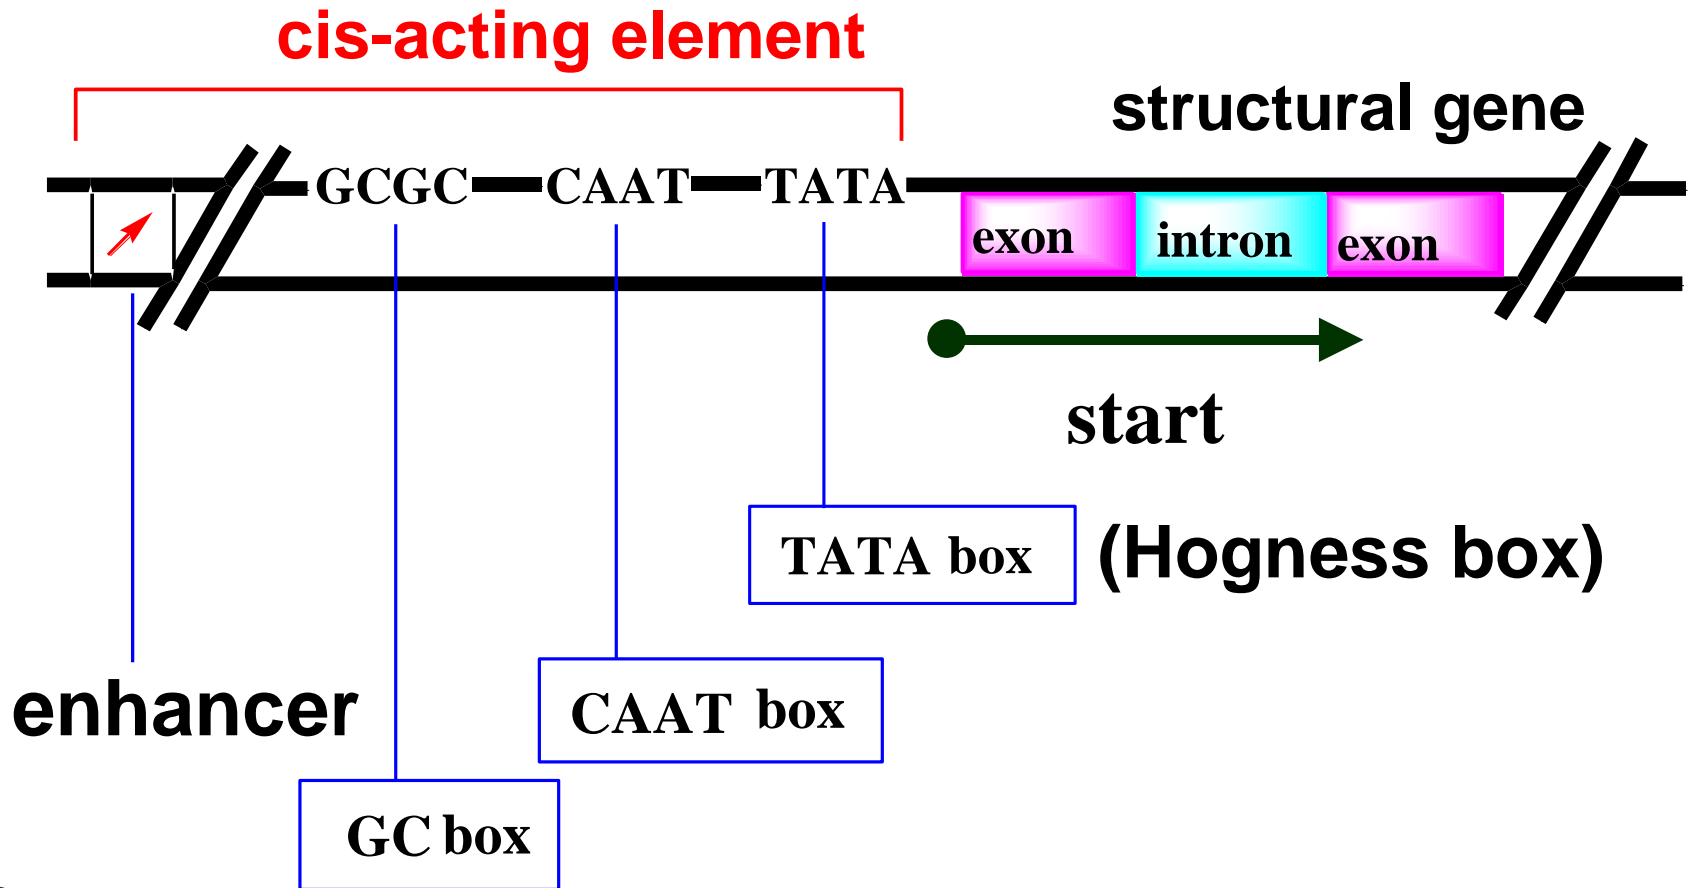 cis-acting element
structural gene
GCGC CAAT TATA
exon intron exon
start
TATA box (Hogness box)
enhancer
CAAT box
GC box